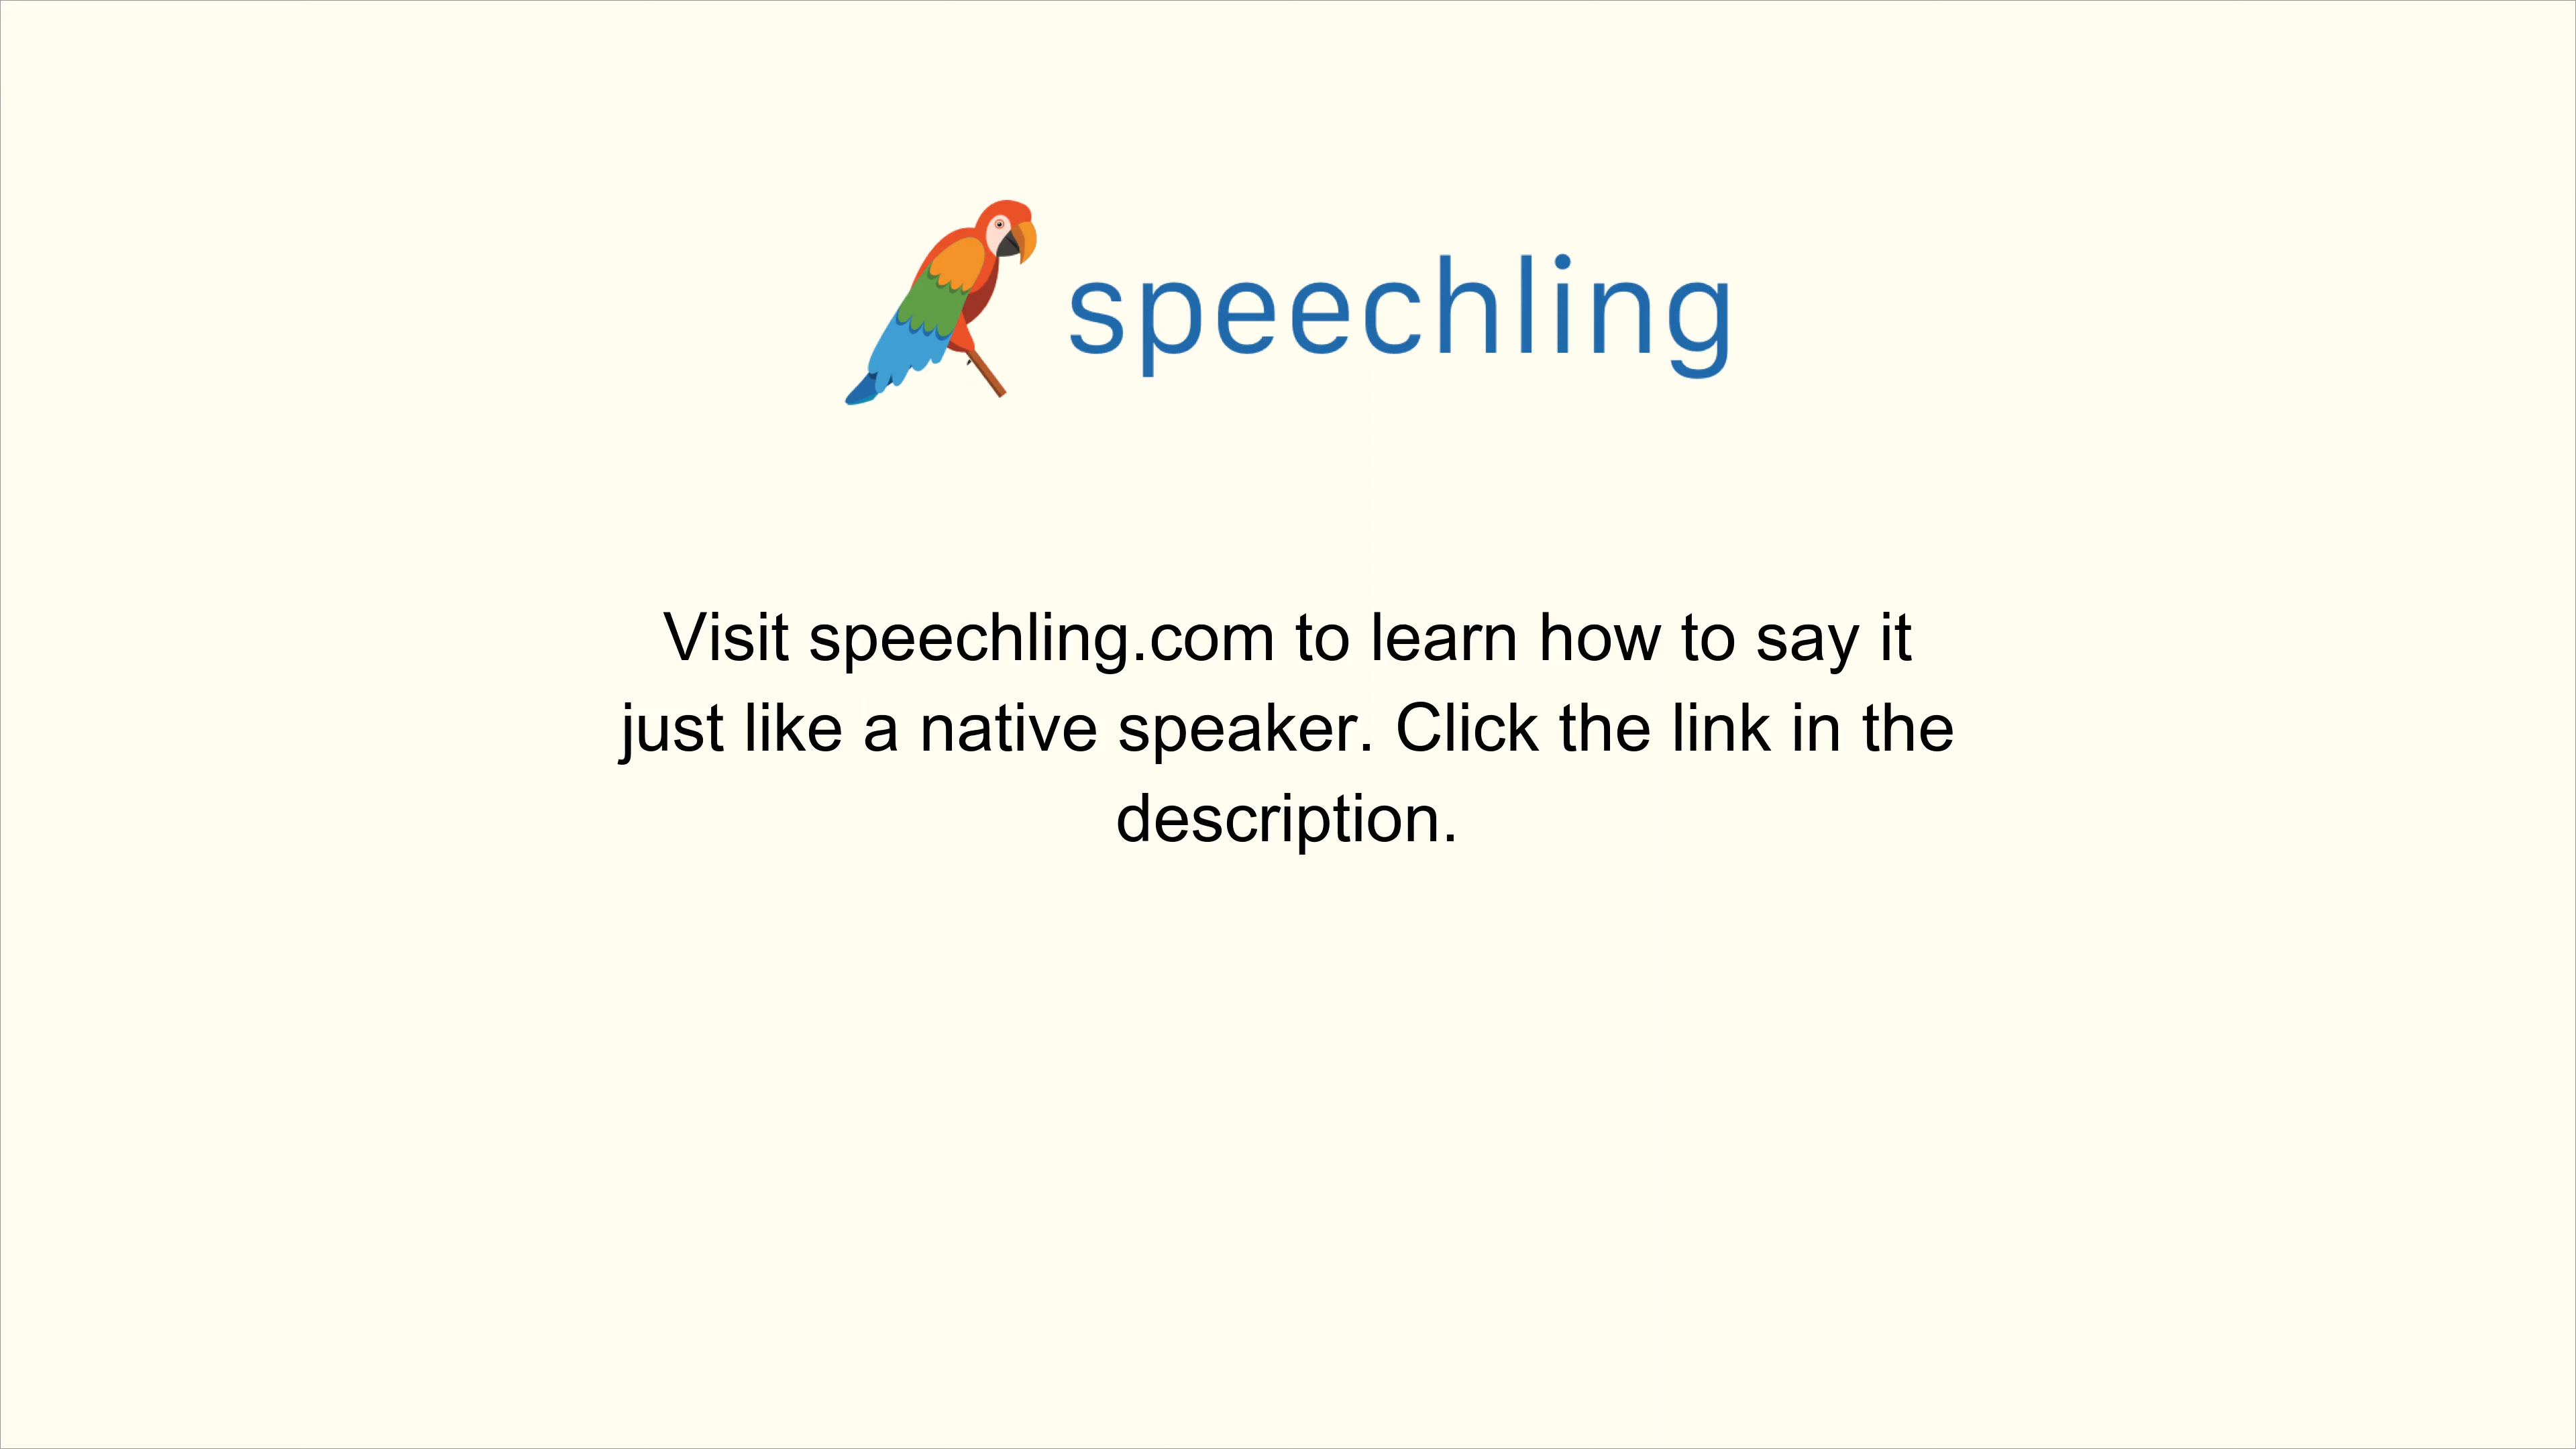 speechling
Visit speechling.com to learn how to say it
just like a native speaker. Click the link in the
description.